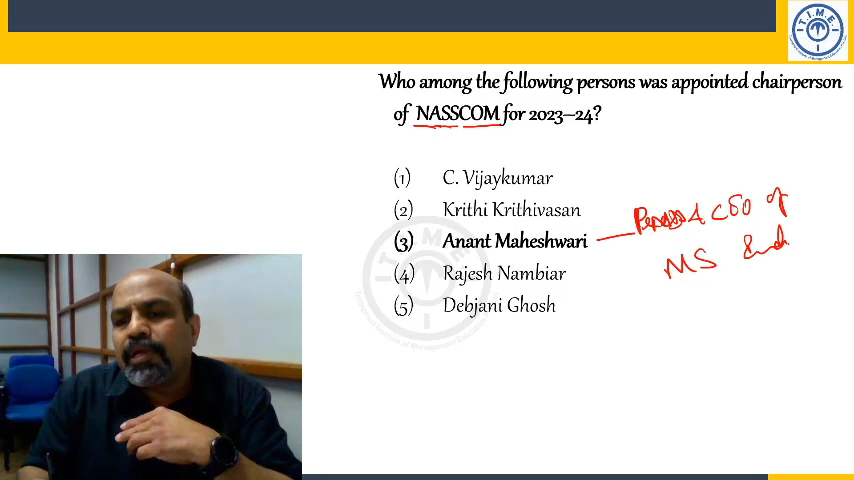 T.I.M.E.
Who among the following persons was appointed chairperson
of NASSCOM for 2023–24?
(1) C. Vijaykumar
(2) Krithi Krithivasan
(3) Anant Maheshwari
(4) Rajesh Nambiar
(5) Debjani Ghosh
& CEO of
MS
T.I.M.E.